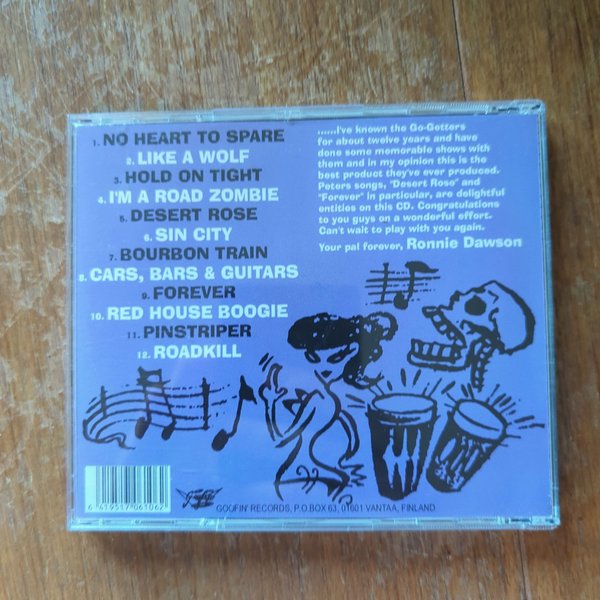 1. NO HEART TO SPARE
2. LIKE A WOLF
3. HOLD ON TIGHT
4. I'M A ROAD ZOMBIE
5. DESERT ROSE
6. SIN CITY
7. BOURBON TRAIN
8. CARS, BARS & GUITARS
9. FOREVER
10. RED HOUSE BOOGIE
11. PINSTRIPER
12. ROADKILL
......I've known the Go-Getters
for about twelve years and have
done some memorable shows with
them and in my opinion this is the
best product they've ever produced.
Peters songs, "Desert Rose" and
"Forever" in particular, are delightful
entities on this CD. Congratulations
to you guys on a wonderful effort.
Can't wait to play with you again.
Your pal forever, Ronnie Dawson
6 419517 061062
Goofin'
GOOFIN' RECORDS, P.O.BOX 63, 01601 VANTAA, FINLAND